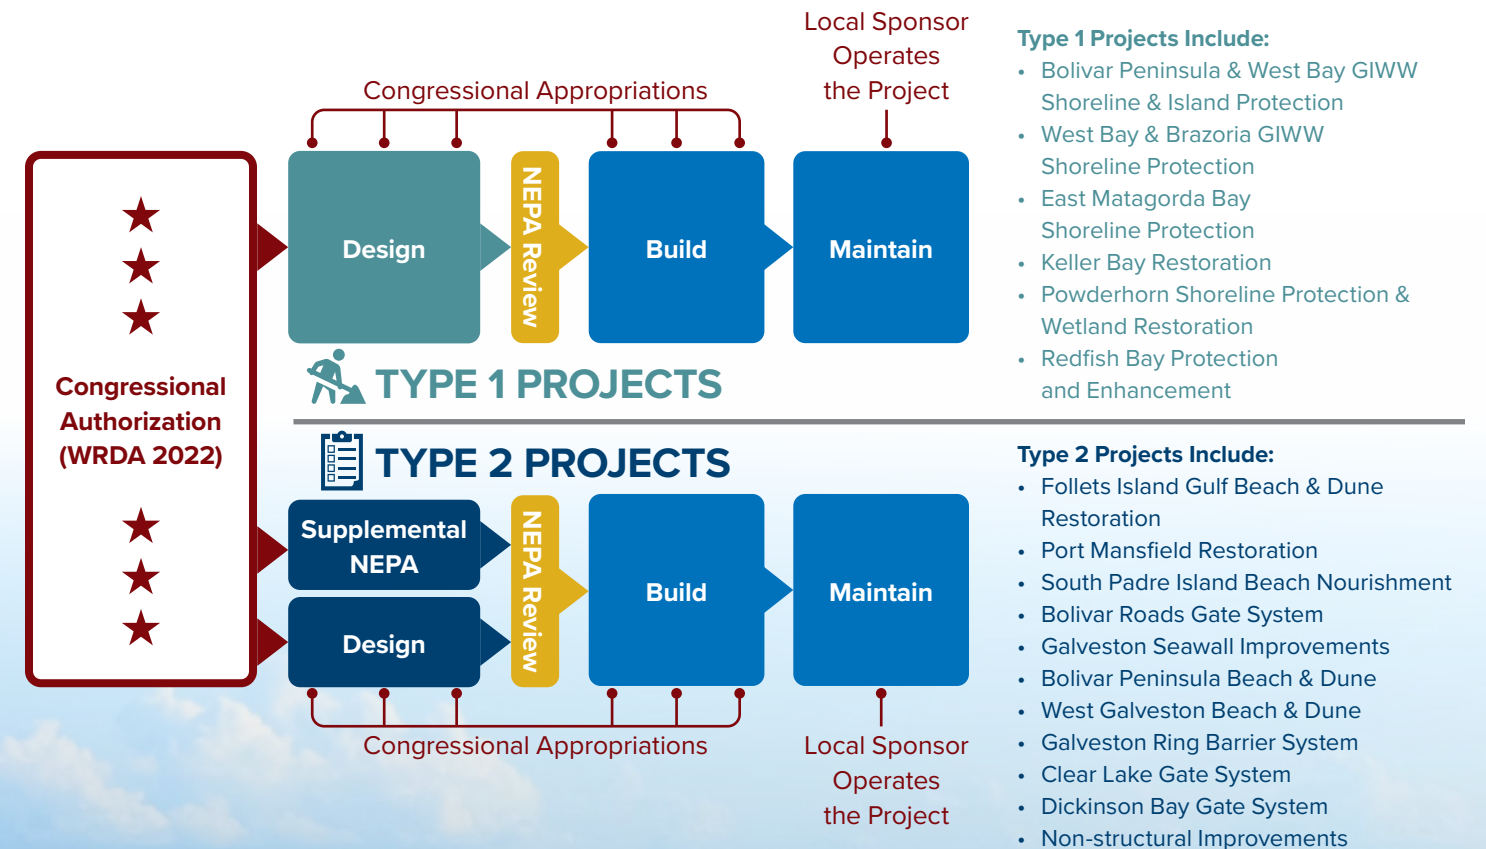 Local Sponsor
Operates
the Project
Congressional Appropriations
Design
NEPA Review
Build
Maintain
TYPE 1 PROJECTS
Type 1 Projects Include:
• Bolivar Peninsula & West Bay GIWW
Shoreline & Island Protection
• West Bay & Brazoria GIWW
Shoreline Protection
• East Matagorda Bay
Shoreline Protection
• Keller Bay Restoration
• Powderhorn Shoreline Protection &
Wetland Restoration
• Redfish Bay Protection
and Enhancement
Congressional
Authorization
(WRDA 2022)
TYPE 2 PROJECTS
Supplemental
NEPA
Design
NEPA Review
Build
Maintain
Congressional Appropriations
Local Sponsor
Operates
the Project
Type 2 Projects Include:
• Follets Island Gulf Beach & Dune
Restoration
• Port Mansfield Restoration
• South Padre Island Beach Nourishment
• Bolivar Roads Gate System
• Galveston Seawall Improvements
• Bolivar Peninsula Beach & Dune
• West Galveston Beach & Dune
• Galveston Ring Barrier System
• Clear Lake Gate System
• Dickinson Bay Gate System
• Non-structural Improvements